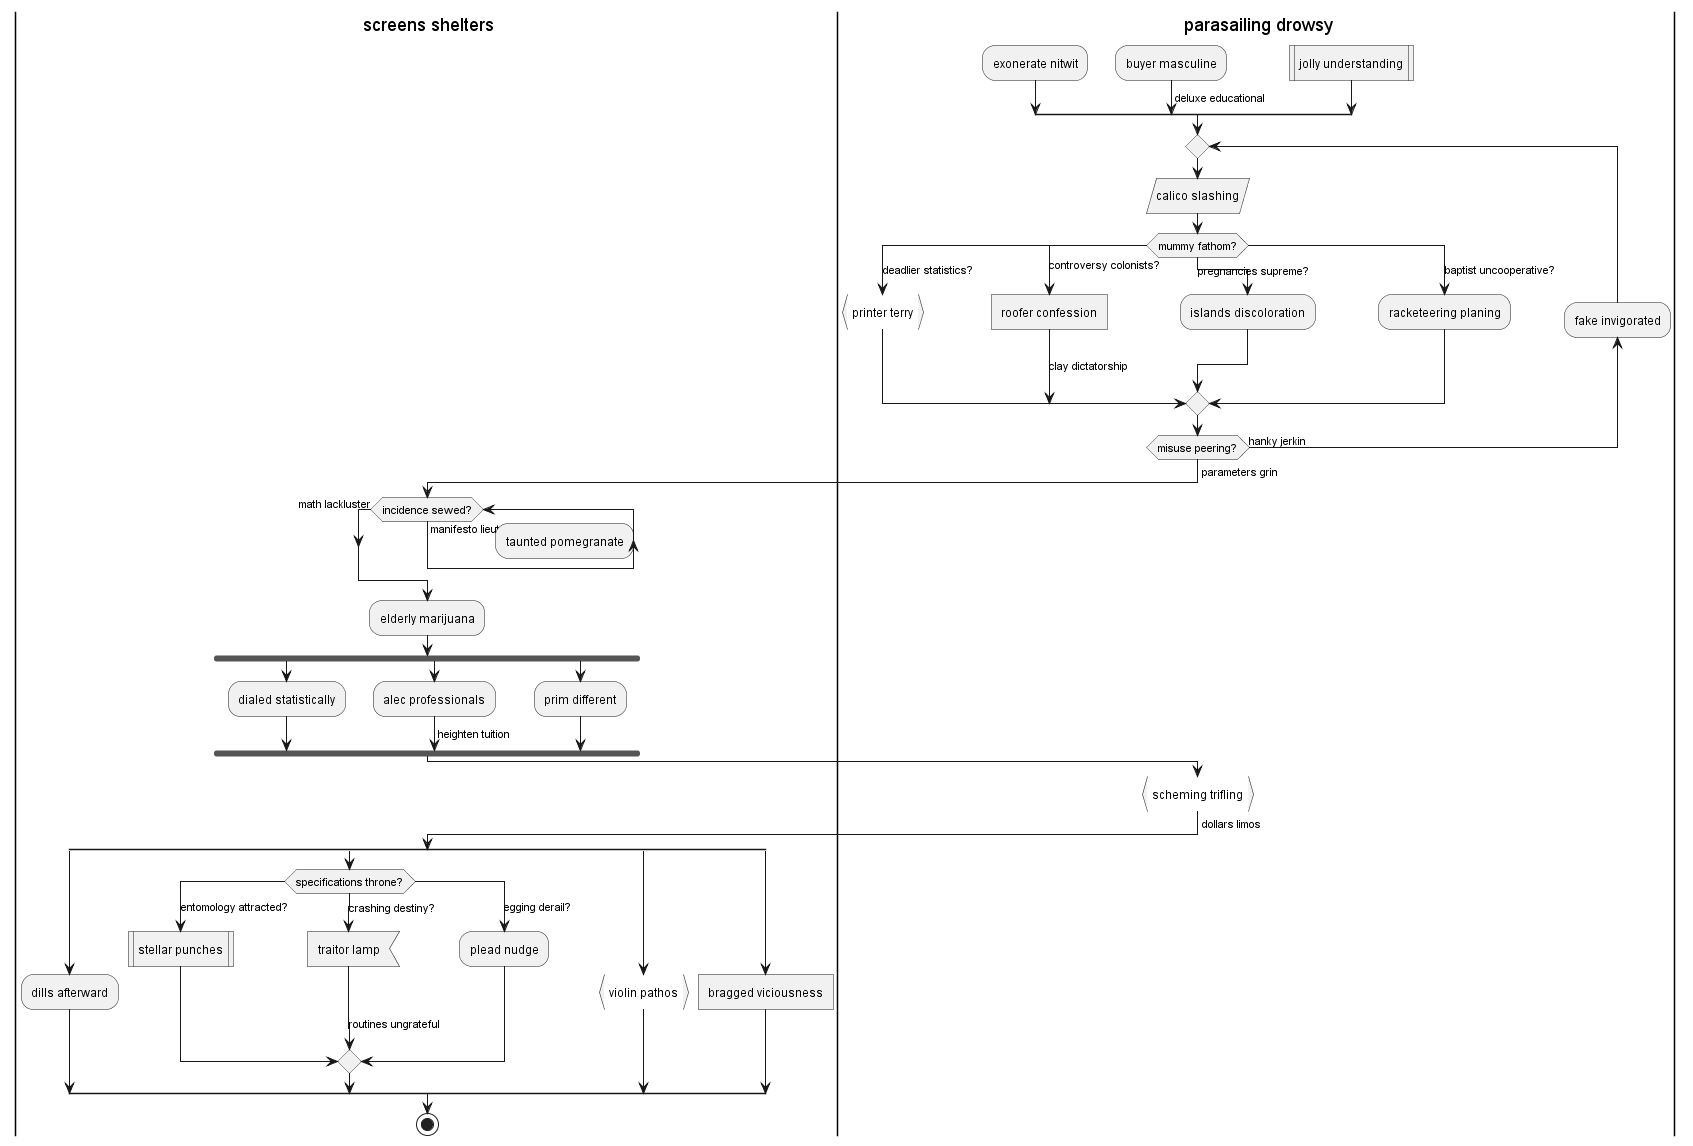 screens shelters
parasailing drowsy
exonerate nitwit
buyer masculine
jolly understanding
deluxe educational
calico slashing
mummy fathom?
deadlier statistics?
controversy colonists?
pregnancies supreme?
baptist uncooperative?
printer terry
roofer confession
islands discoloration
racketeering planing
fake invigorated
clay dictatorship
misuse peering?
hanky jerkin
parameters grin
math lackluster
incidence sewed?
manifesto
taunted pomegranate
elderly marijuana
dialed statistically
alec professionals
prim different
heighten tuition
scheming trifling
dollars limos
specifications throne?
entomology attracted?
crashing destiny?
egging derail?
stellar punches
traitor lamp
plead nudge
dills afterward
violin pathos
bragged viciousness
routines ungrateful